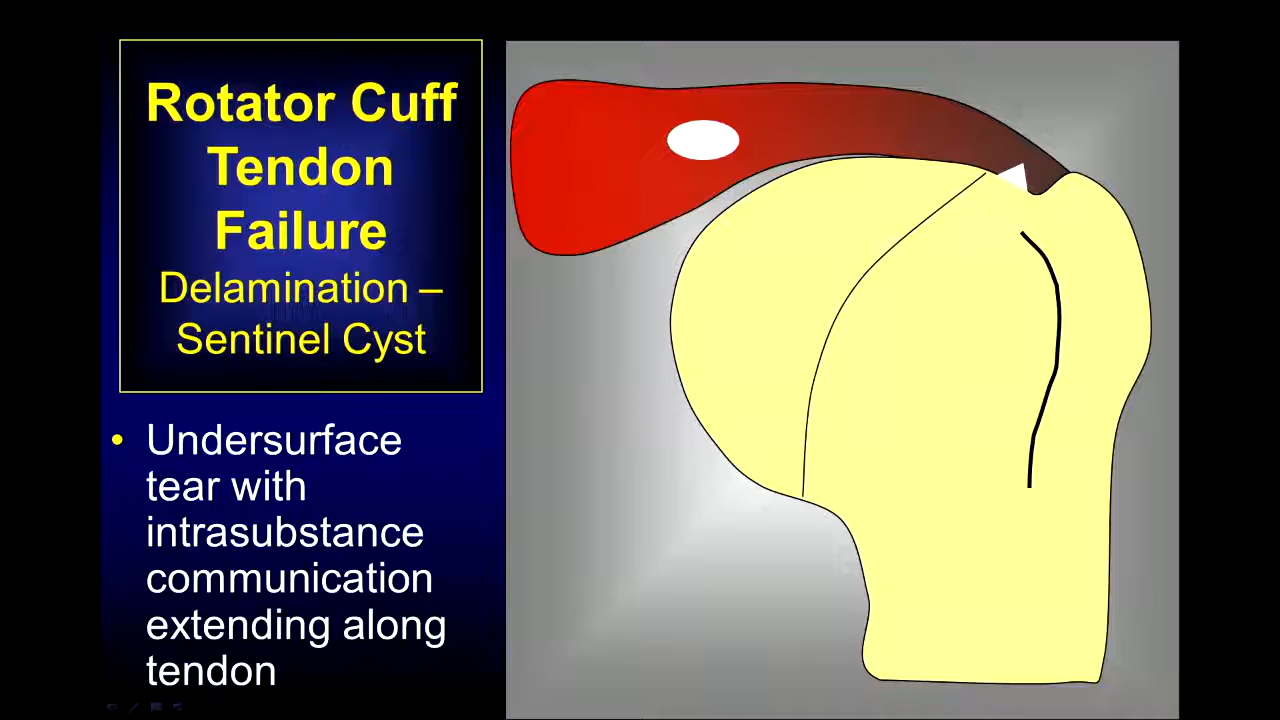 Rotator Cuff
Tendon
Failure
Delamination –
Sentinel Cyst
• Undersurface
tear with
intrasubstance
communication
extending along
tendon